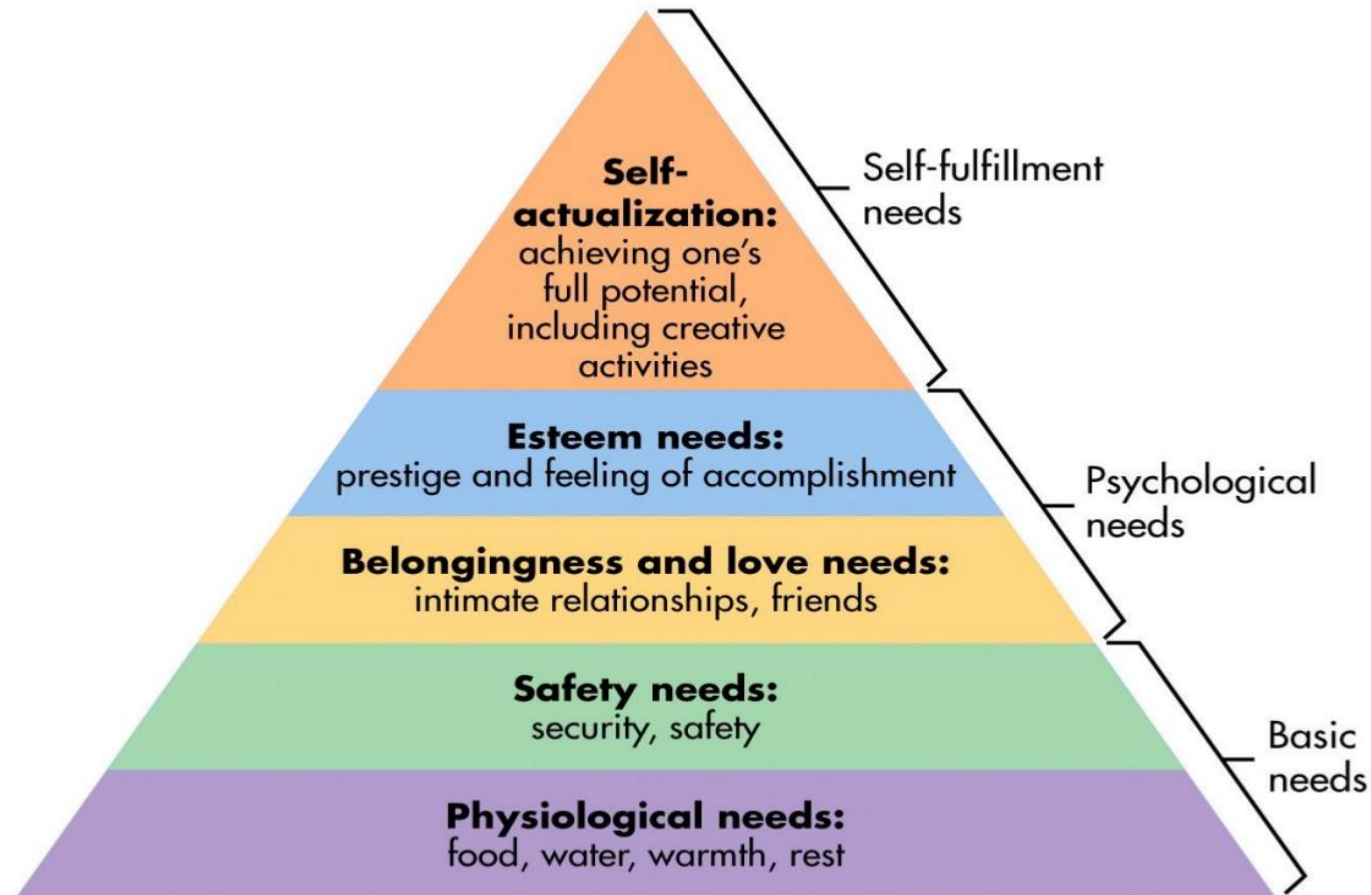 Self-
actualization:
achieving one's
full potential,
including creative
activities
Self-fulfillment
needs
Esteem needs:
prestige and feeling of accomplishment
Psychological
needs
Belongingness and love needs:
intimate relationships, friends
Safety needs:
security, safety
Basic
needs
Physiological needs:
food, water, warmth, rest